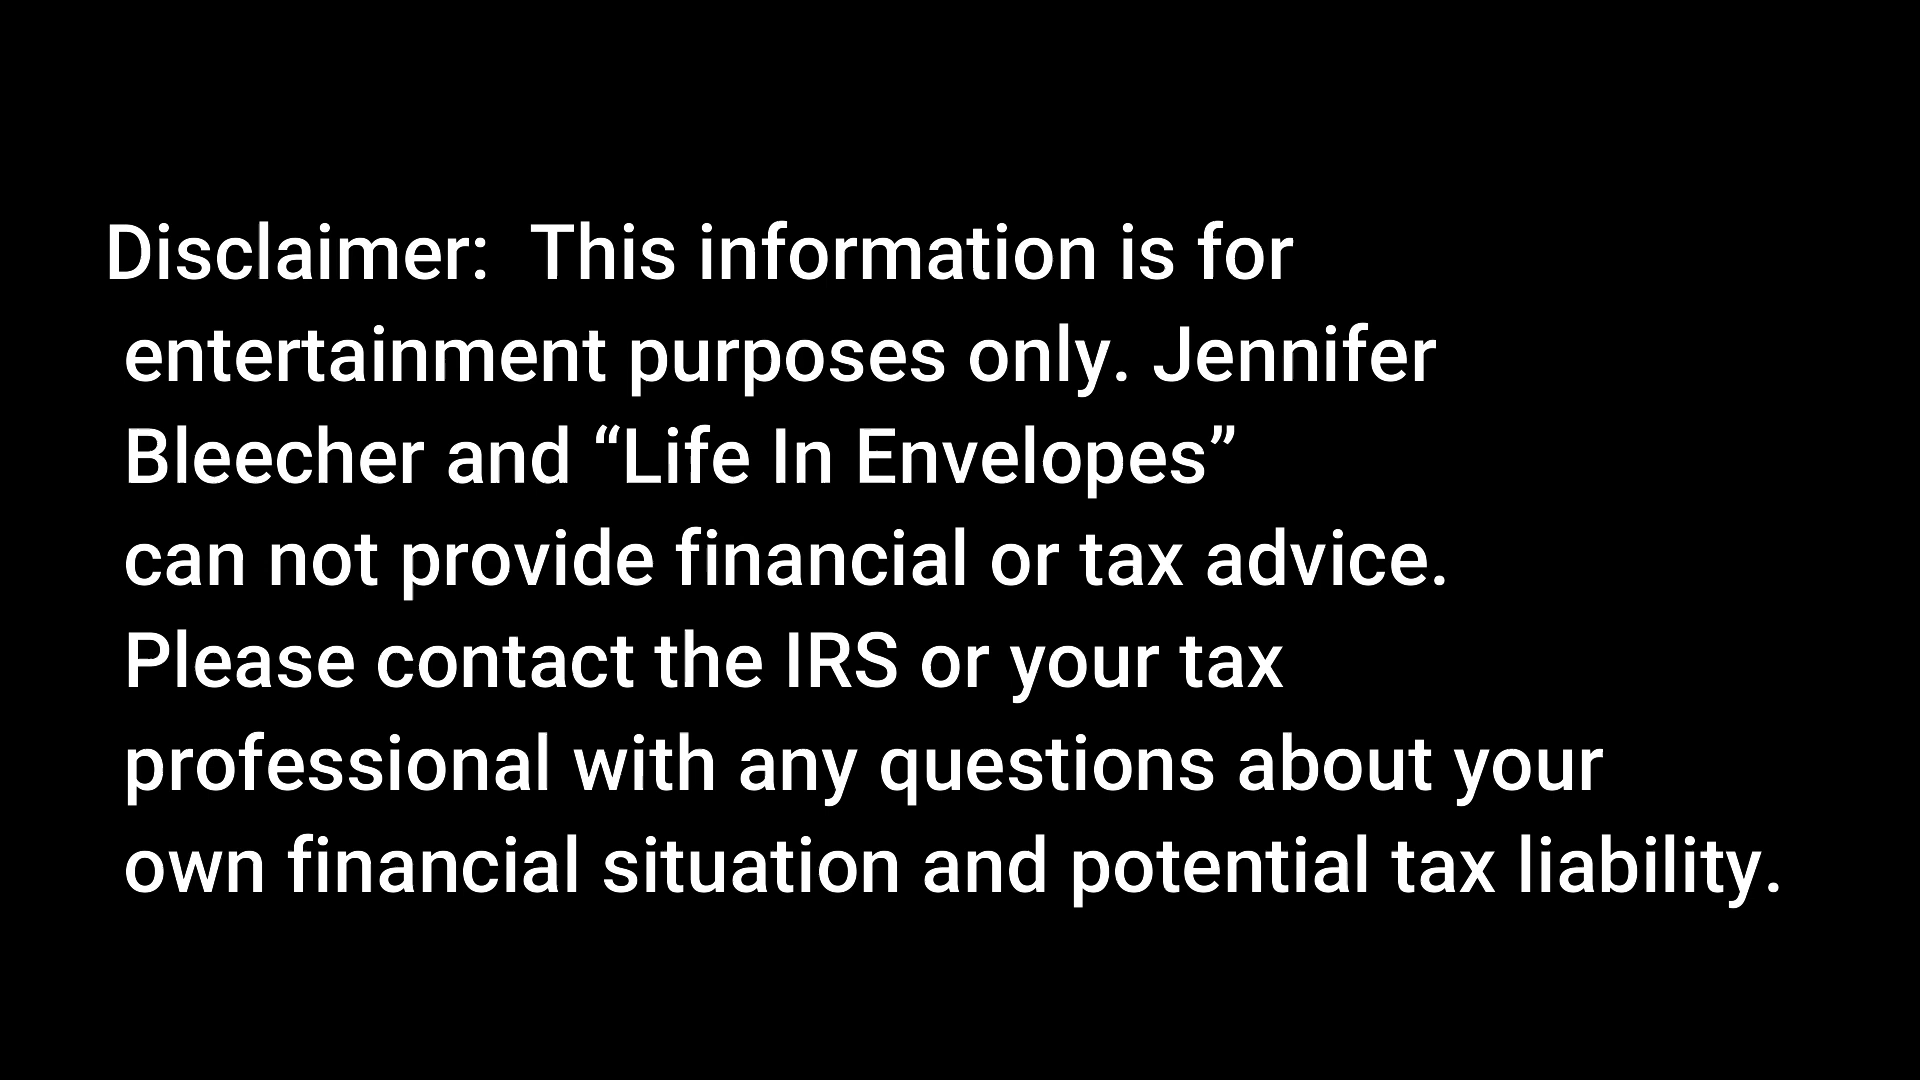 Disclaimer:  This information is for
entertainment purposes only. Jennifer
Bleecher and “Life In Envelopes”
can not provide financial or tax advice.
Please contact the IRS or your tax
professional with any questions about your
own financial situation and potential tax liability.